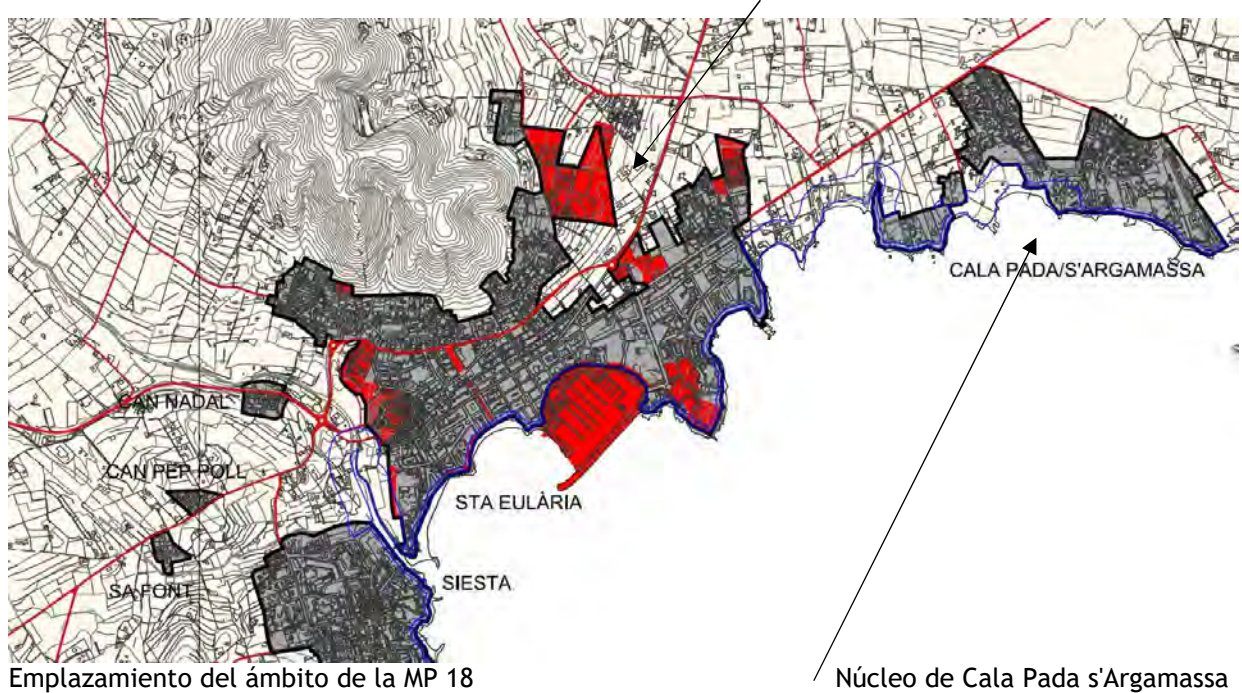 CALA PADA/S'ARGAMASSA
CAN NADAL
CAN PEP POLL
STA EULÀRIA
SIESTA
SA FONT
Emplazamiento del ámbito de la MP 18
Núcleo de Cala Pada s'Argamassa